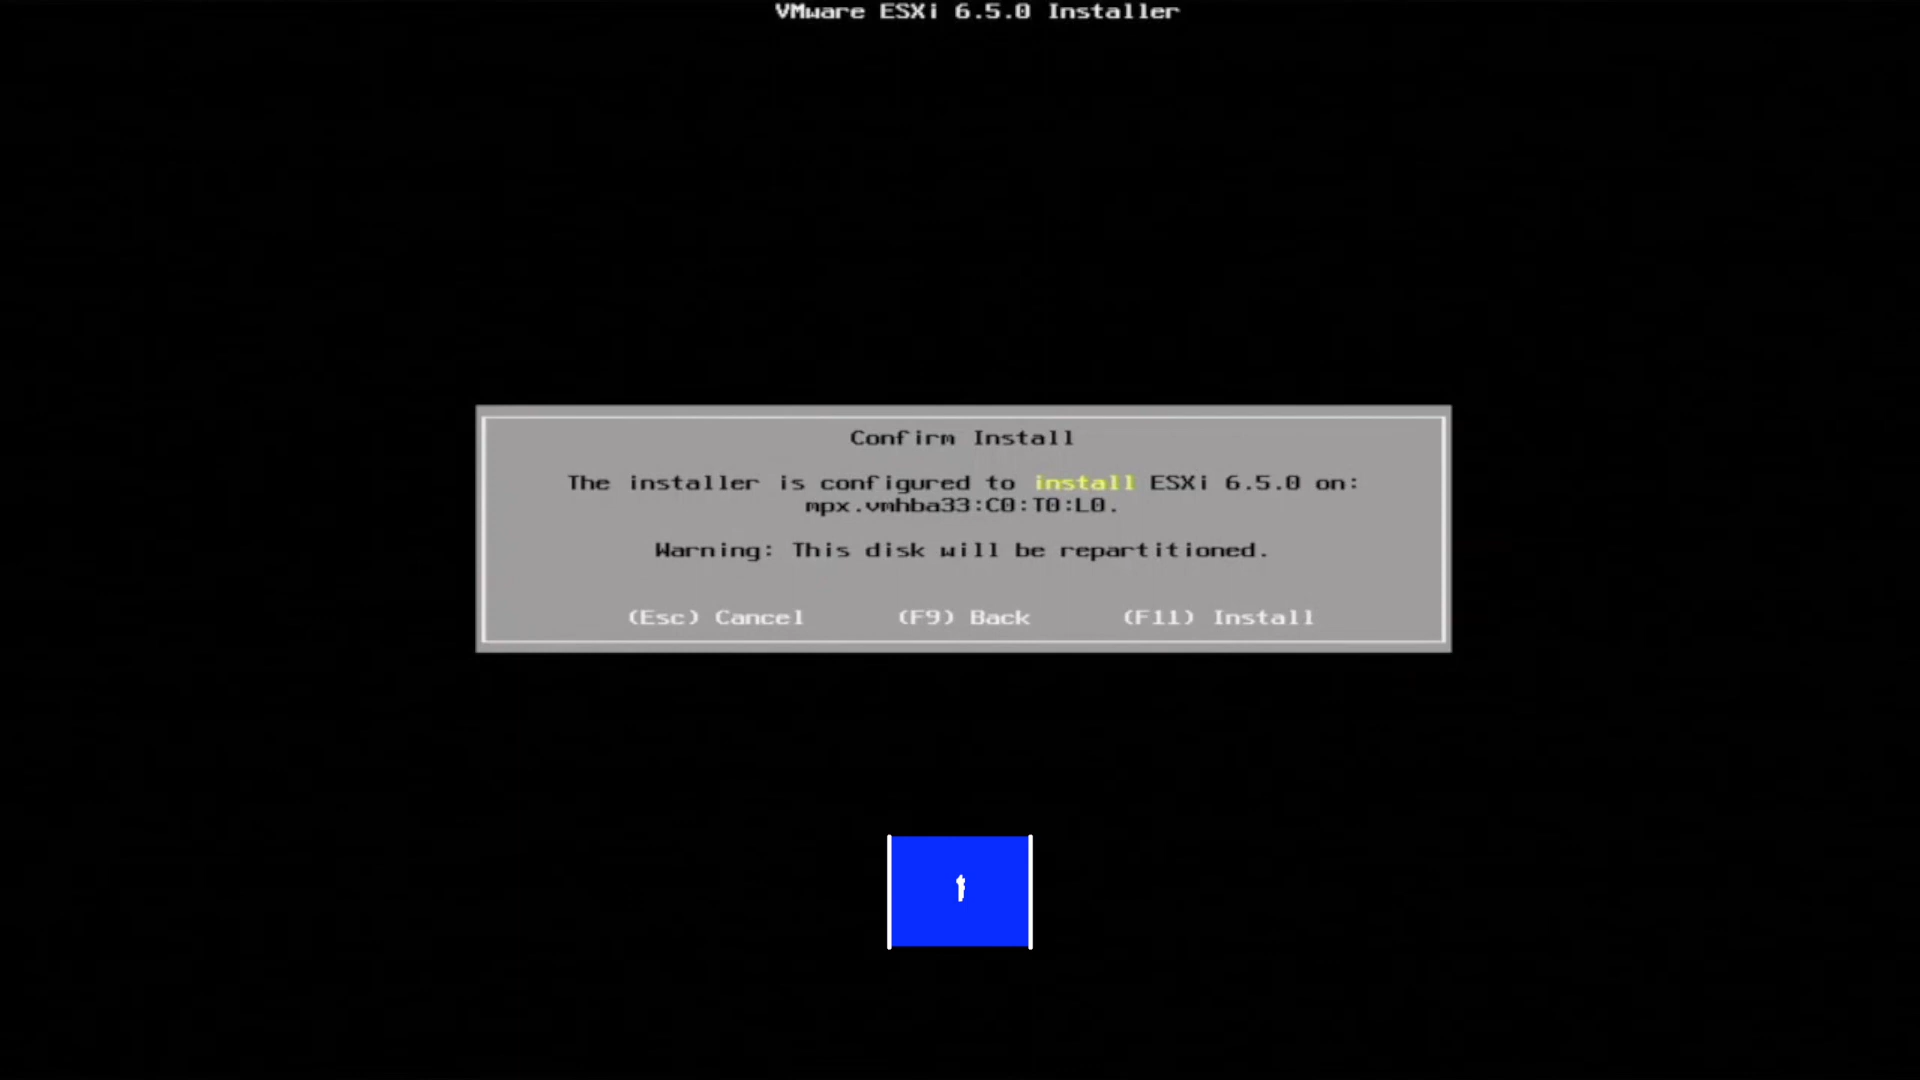 VMware ESXi 6.5.0 Installer
Confirm Install
The installer is configured to install ESXi 6.5.0 on:
mpx.vmhba33:C0:T0:L0.
Warning: This disk will be repartitioned.
(Esc) Cancel (F9) Back (F11) Install